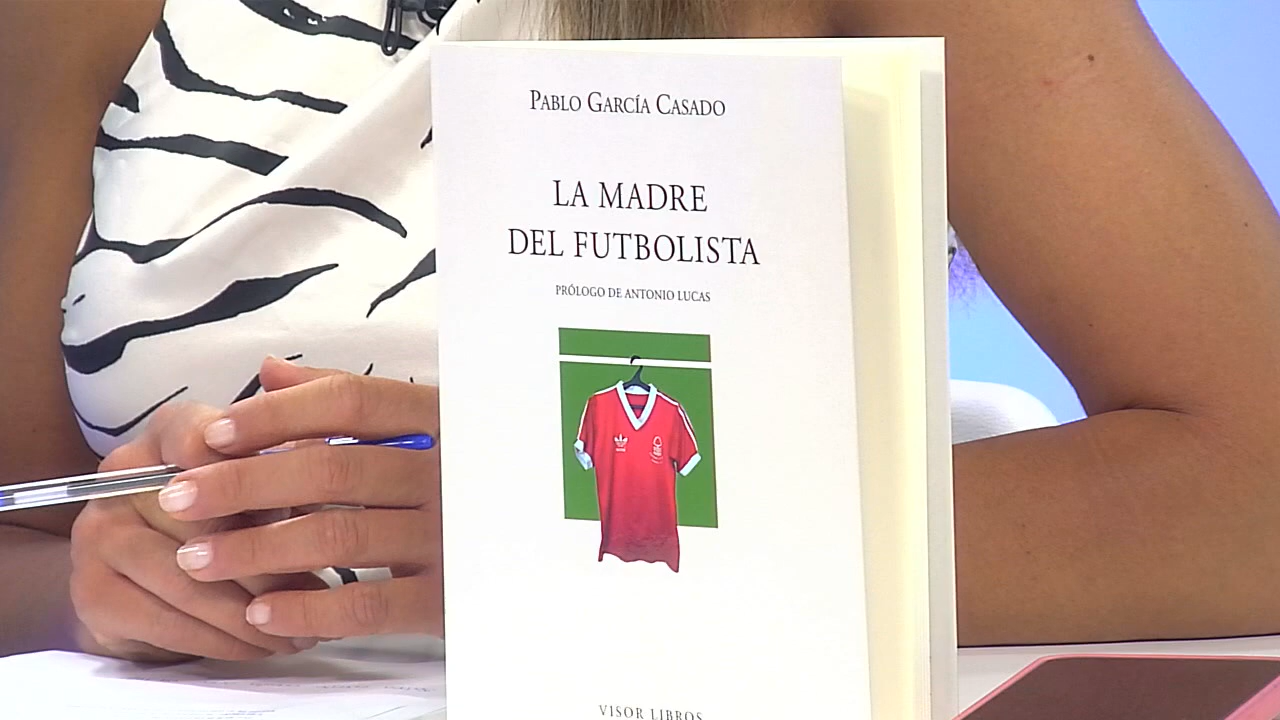 PABLO GARCÍA CASADO
LA MADRE
DEL FUTBOLISTA
PRÓLOGO DE ANTONIO LUCAS
VISOR LIBROS